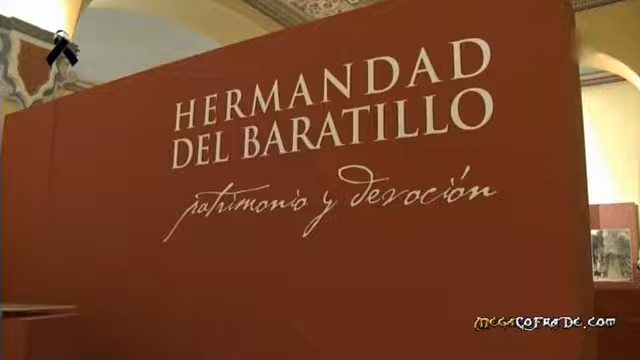 HERMANDAD
DEL BARATILLO
patrimonio y devoción
MEGACOFRADE.COM